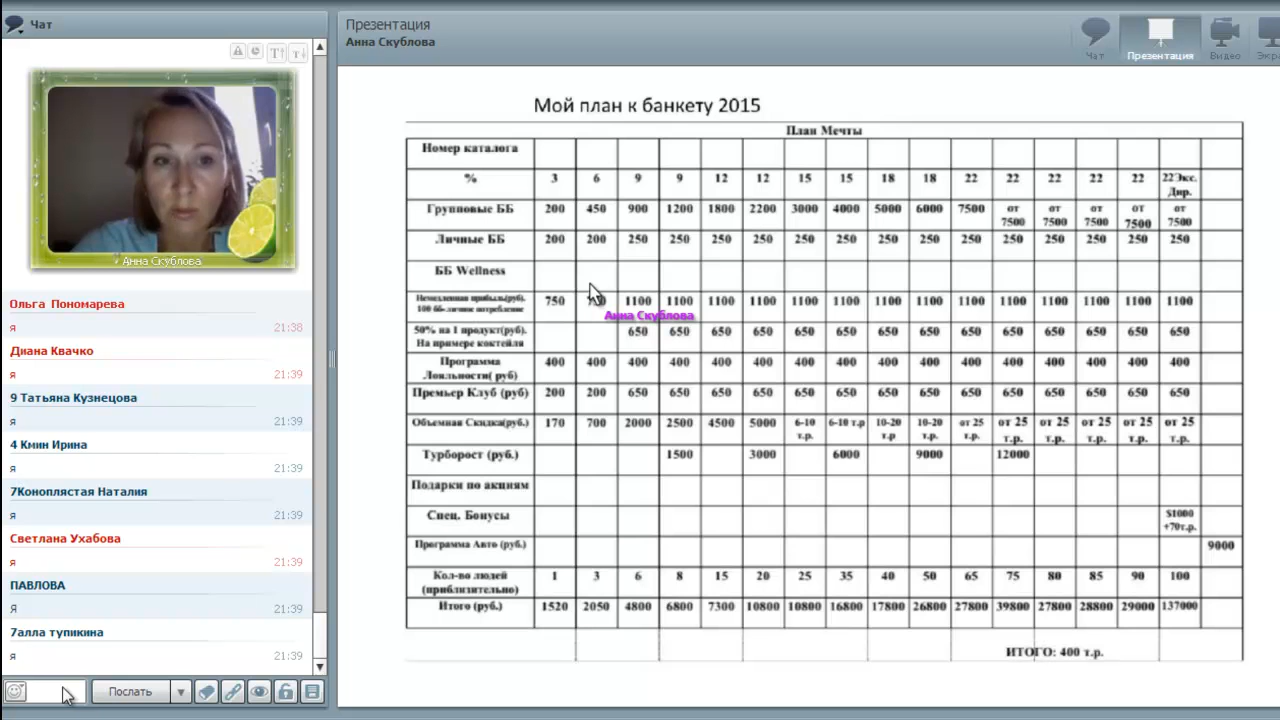 Чат
Анна Скублова
Ольга Пономарева
я 21:38
Диана Квачко
я 21:39
9 Татьяна Кузнецова
я 21:39
4 Кмин Ирина
я 21:39
7Коноплястая Наталия
я 21:39
Светлана Ухабова
я 21:39
ПАВЛОВА
Я 21:39
7алла тупикина
я 21:39
Послать
Презентация
Анна Скублова
Чат Презентация Видео
Мой план к банкету 2015
План Мечты
Номер каталога
% 3 6 9 9 12 12 15 15 18 18 22 22 22 22 22 22Экс. Дир.
Групповые ББ 200 450 900 1200 1800 2200 3000 4000 5000 6000 7500 от 7500 от 7500 от 7500 от 7500 от 7500
Личные ББ 200 200 250 250 250 250 250 250 250 250 250 250 250 250 250 250
ББ Wellness
Немедленная прибыль(руб).
100 бб-личное потребление
750 1100 1100 1100 1100 1100 1100 1100 1100 1100 1100 1100 1100 1100 1100
Анна Скублова
50% на 1 продукт(руб).
На примере коктейля
650 650 650 650 650 650 650 650 650 650 650 650 650 650
Программа
Лояльности( руб)
400 400 400 400 400 400 400 400 400 400 400 400 400 400 400 400
Премьер Клуб (руб) 200 200 650 650 650 650 650 650 650 650 650 650 650 650 650 650
Объемная Скидка(руб.) 170 700 2000 2500 4500 5000 6-10 т.р. 6-10 т.р 10-20 т.р 10-20 т.р. от 25 т.р. от 25 т.р. от 25 т.р. от 25 т.р. от 25 т.р. от 25 т.р.
Турборост (руб.) 1500 3000 6000 9000 12000
Подарки по акциям
Спец. Бонусы $1000 +70т.р.
Программа Авто (руб.) 9000
Кол-во людей
(приблизительно)
1 3 6 8 15 20 25 35 40 50 65 75 80 85 90 100
Итого (руб.) 1520 2050 4800 6800 7300 10800 10800 16800 17800 26800 27800 39800 27800 28800 29000 137000
ИТОГО: 400 т.р.